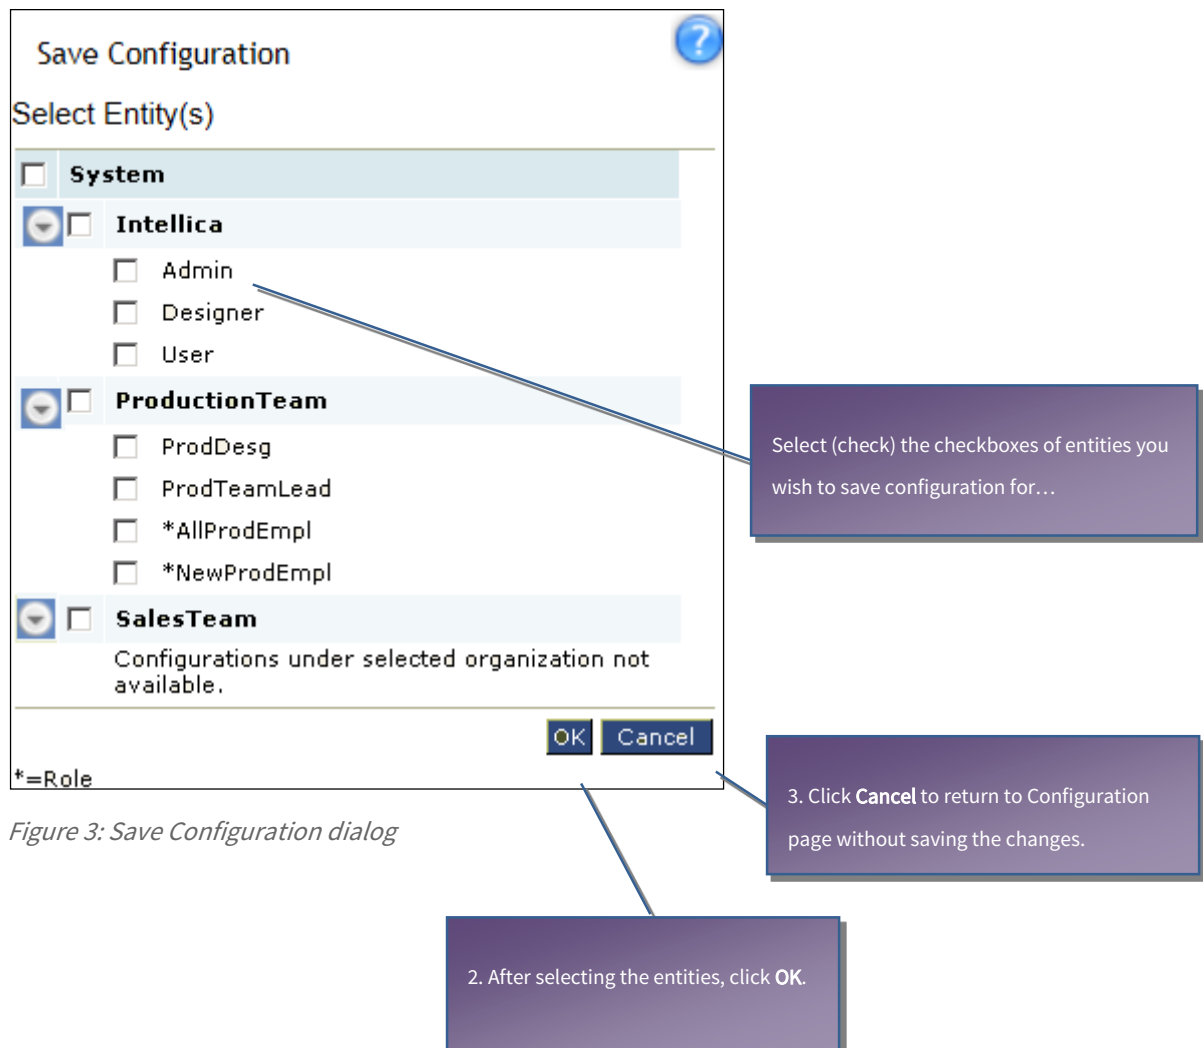 Save Configuration
?
Select Entity(s)
System
Intellica
Admin
Designer
User
ProductionTeam
ProdDesg
ProdTeamLead
*AllProdEmpl
*NewProdEmpl
SalesTeam
Configurations under selected organization not
available.
OK Cancel
*=Role
Select (check) the checkboxes of entities you
wish to save configuration for…
3. Click Cancel to return to Configuration
page without saving the changes.
Figure 3: Save Configuration dialog
2. After selecting the entities, click OK.